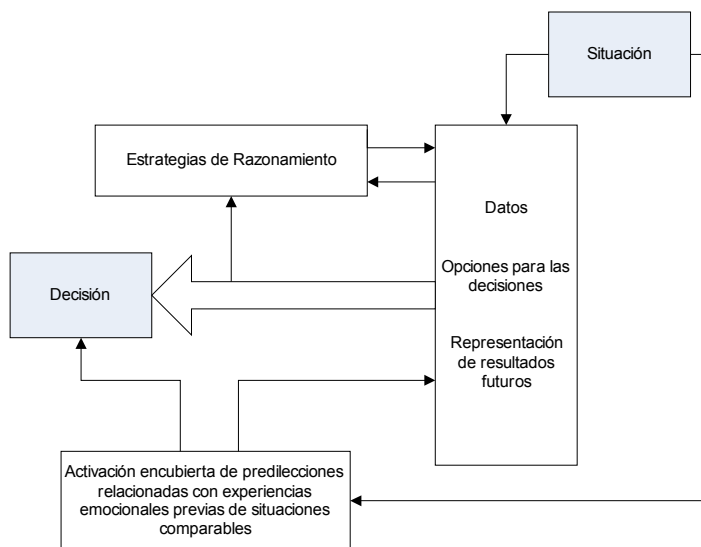 Situación
Estrategias de Razonamiento
Datos
Opciones para las
decisiones
Representación
de resultados
futuros
Decisión
Activación encubierta de predilecciones
relacionadas con experiencias
emocionales previas de situaciones
comparables